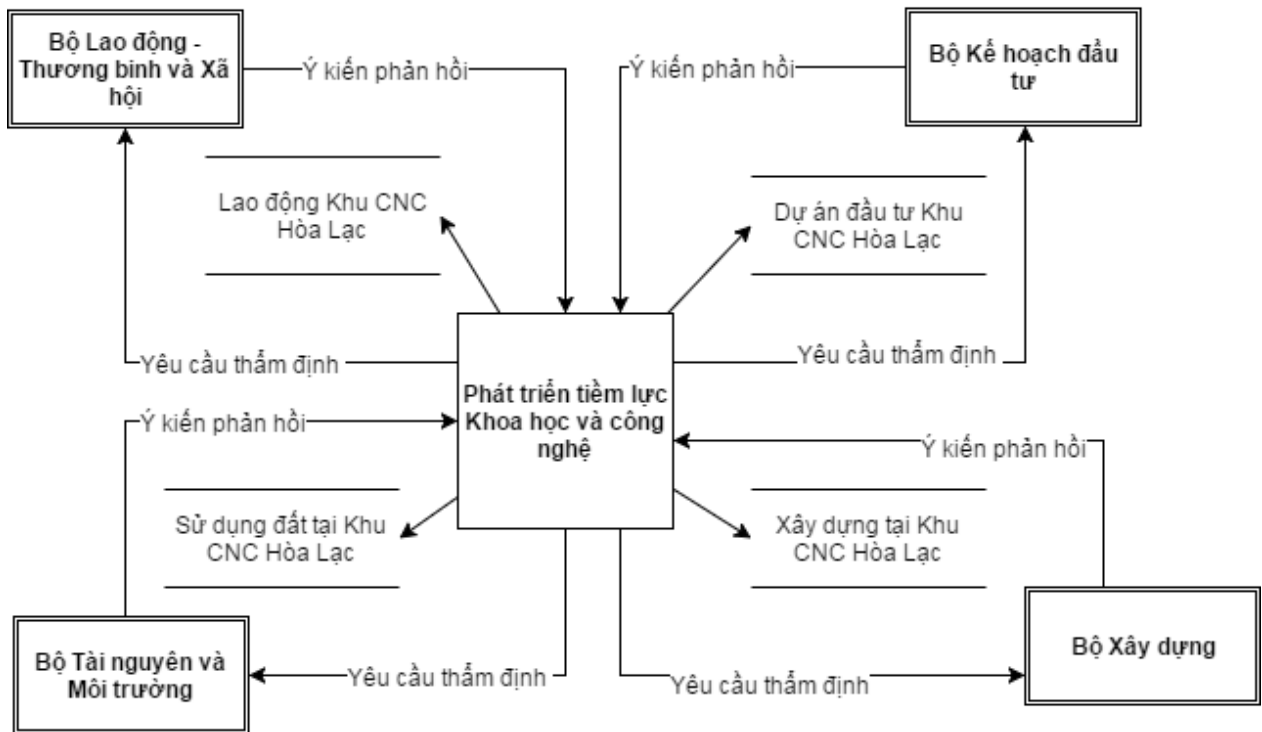 Bộ Lao động -
Thương binh và Xã
hội
Ý kiến phản hồi
Ý kiến phản hồi
Bộ Kế hoạch đầu
tư
Lao động Khu CNC
Hòa Lạc
Dự án đầu tư Khu
CNC Hòa Lạc
Yêu cầu thẩm định
Yêu cầu thẩm định
Phát triển tiềm lực
Khoa học và công
nghệ
Ý kiến phản hồi
Ý kiến phản hồi
Sử dụng đất tại Khu
CNC Hòa Lạc
Xây dựng tại Khu
CNC Hòa Lạc
Bộ Tài nguyên và
Môi trường
Yêu cầu thẩm định
Yêu cầu thẩm định
Bộ Xây dựng